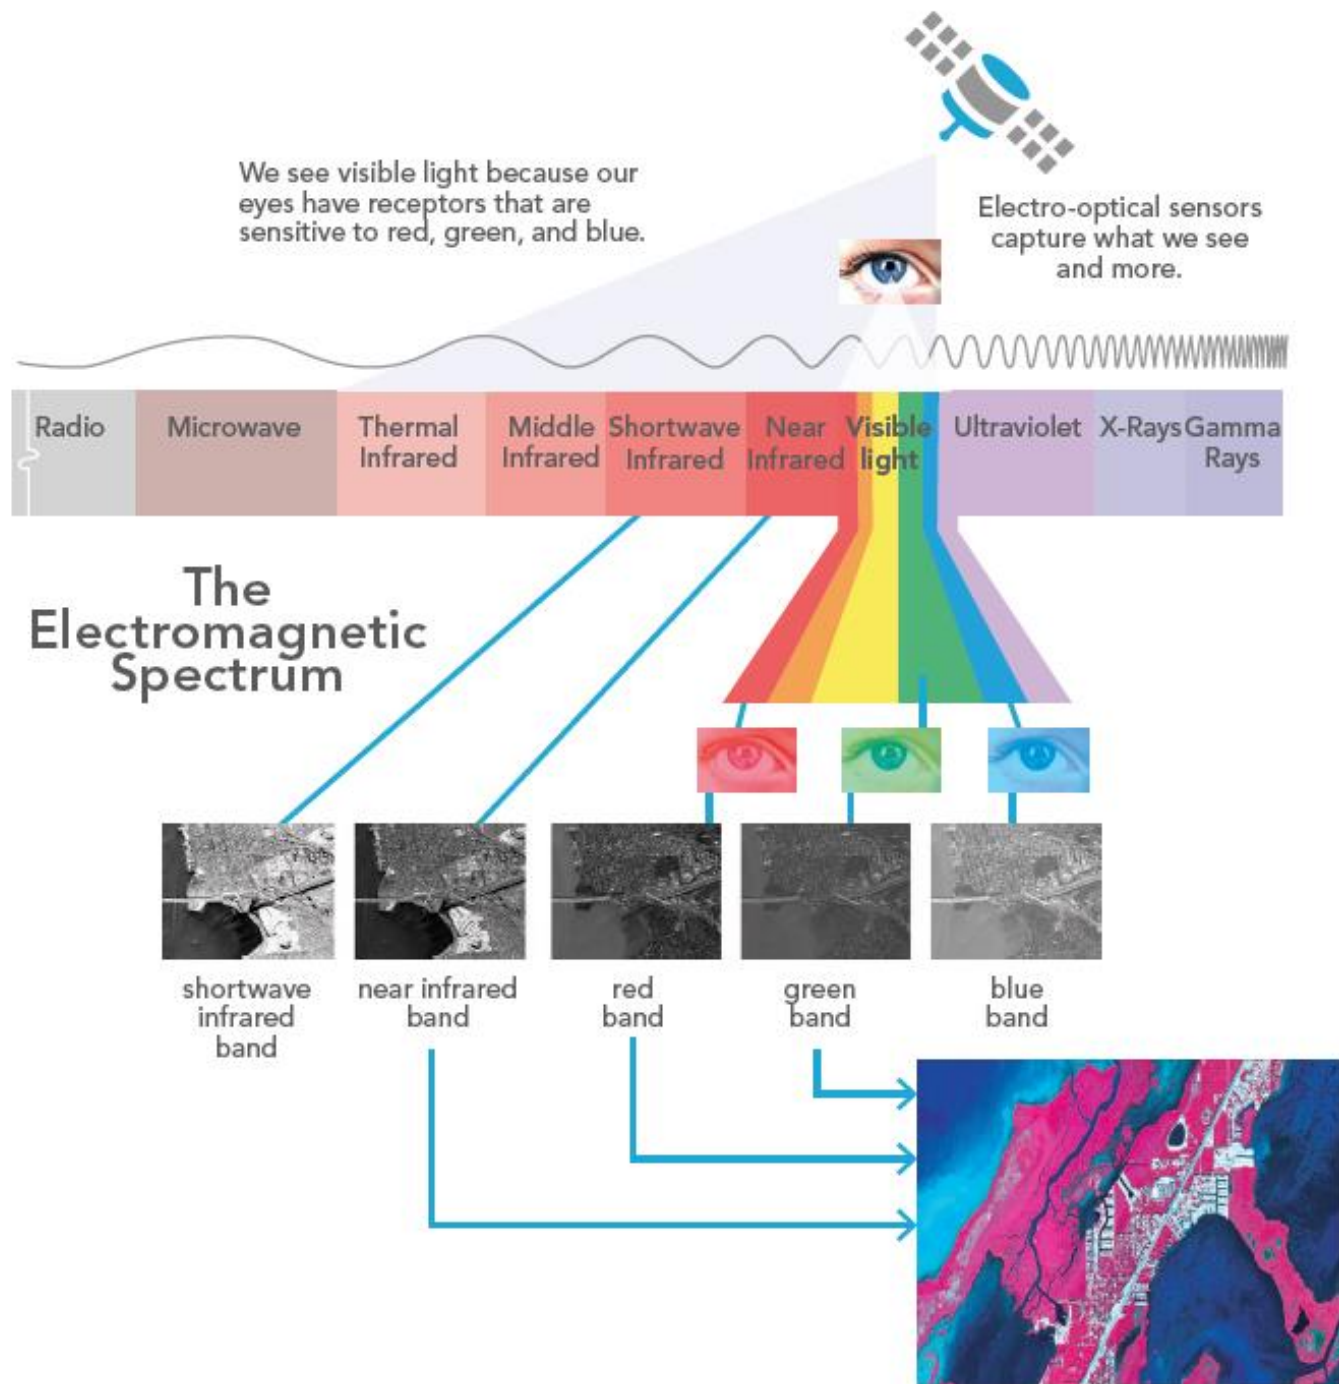 We see visible light because our
eyes have receptors that are
sensitive to red, green, and blue.
Electro-optical sensors
capture what we see
and more.
Radio
Microwave
Thermal
Infrared
Middle
Infrared
Shortwave
Infrared
Near
Infrared
Visible
light
Ultraviolet
X-Rays
Gamma
Rays
The
Electromagnetic
Spectrum
shortwave
infrared
band
near infrared
band
red
band
green
band
blue
band